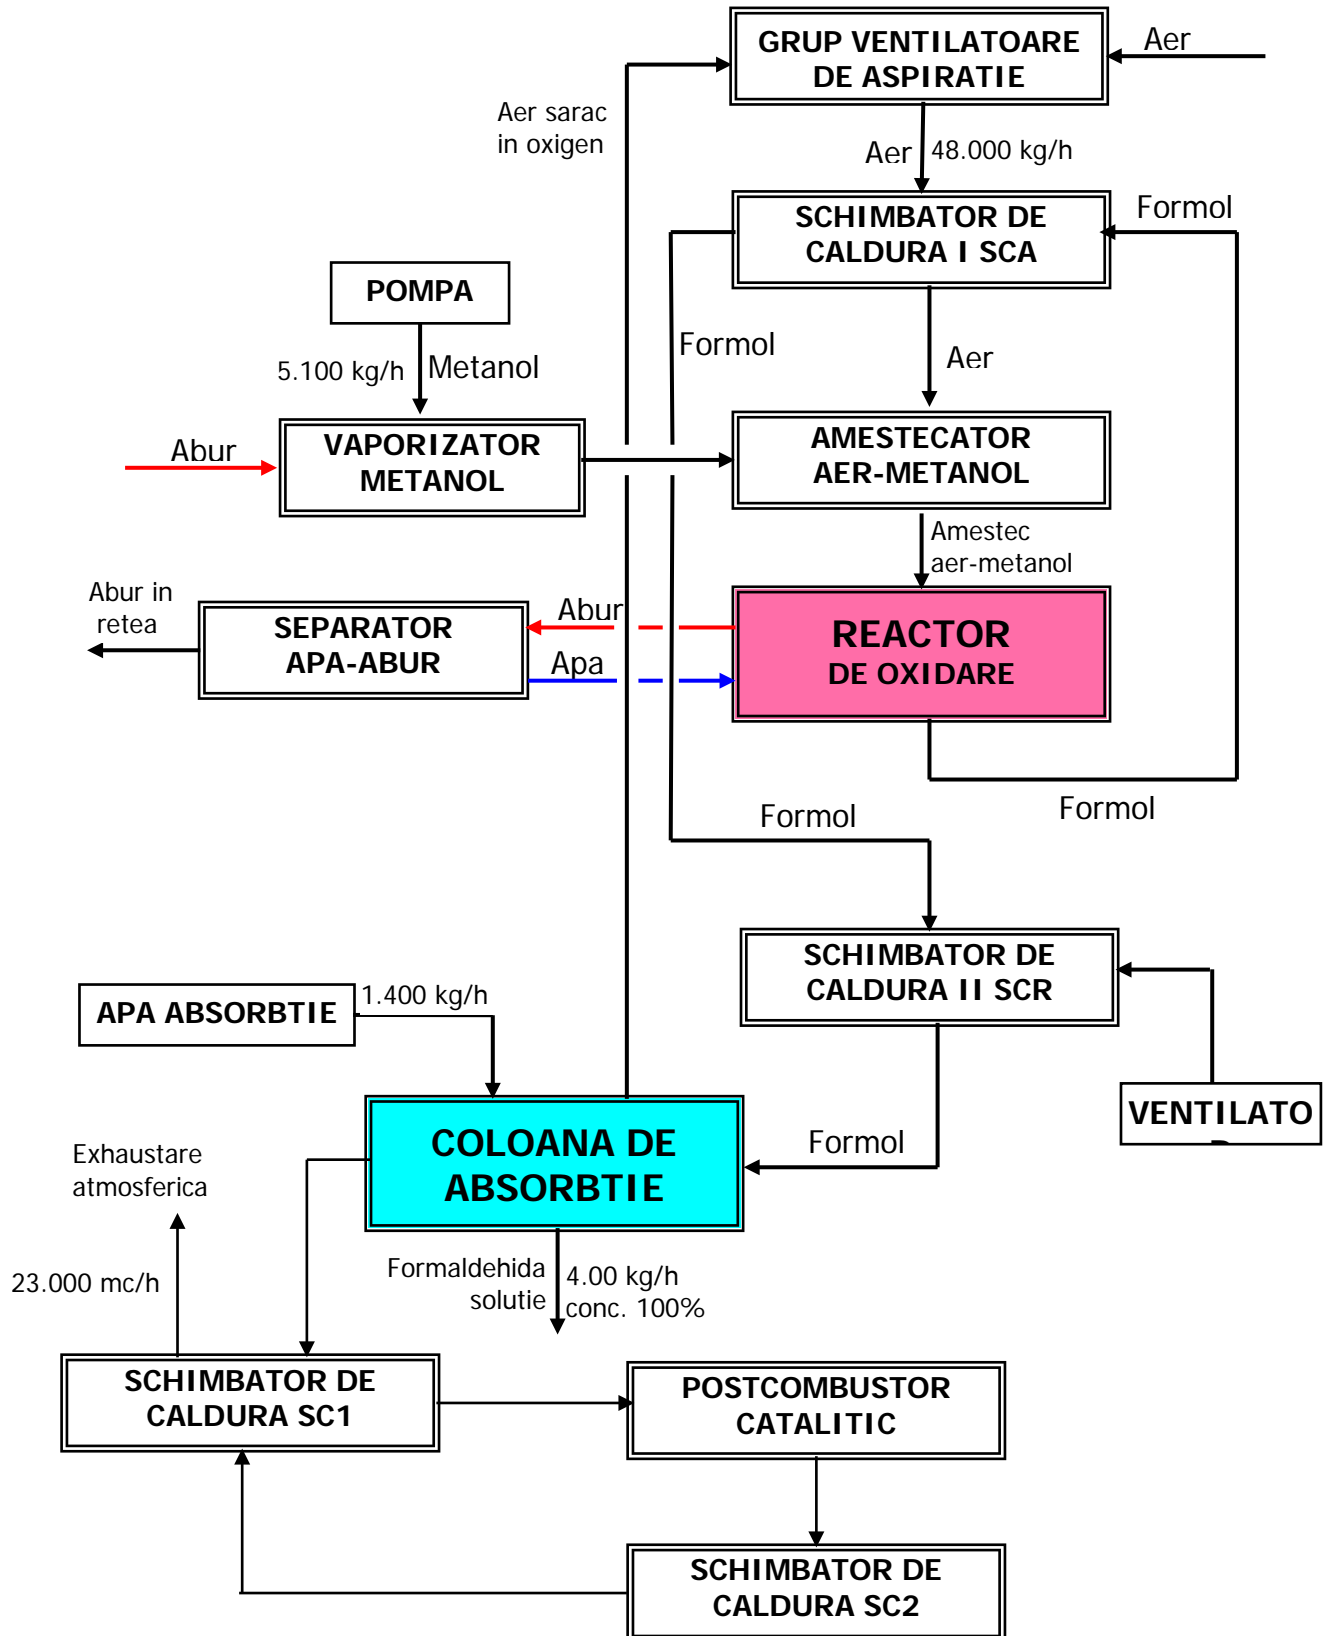 GRUP VENTILATOARE
DE ASPIRATIE
Aer
Aer sarac
in oxigen
Aer
48.000 kg/h
SCHIMBATOR DE
CALDURA I SCA
Formol
POMPA
Formol
Aer
5.100 kg/h
Metanol
Abur
VAPORIZATOR
METANOL
AMESTECATOR
AER-METANOL
Amestec
aer-metanol
Abur in
retea
SEPARATOR
APA-ABUR
Abur
Apa
REACTOR
DE OXIDARE
Formol
Formol
SCHIMBATOR DE
CALDURA II SCR
APA ABSORBTIE
1.400 kg/h
VENTILATO
COLOANA DE
ABSORBTIE
Formol
Exhaustare
atmosferica
23.000 mc/h
Formaldehida
solutie
4.00 kg/h
conc. 100%
SCHIMBATOR DE
CALDURA SC1
POSTCOMBUSTOR
CATALITIC
SCHIMBATOR DE
CALDURA SC2